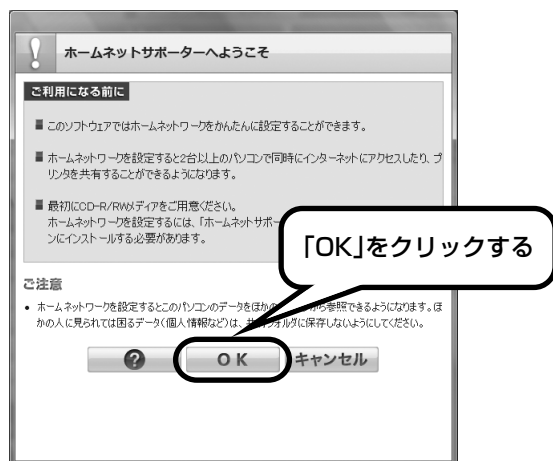 ホームネットサポーターへようこそ
ご利用になる前に
■ このソフトウェアではホームネットワークをかんたんに設定することができます。
■ ホームネットワークを設定すると2台以上のパソコンで同時にインターネットにアクセスしたり、プ
リンタを共有することができるようになります。
■ 最初にCD-R/RWメディアをご用意ください。
ホームネットワークを設定するには、「ホームネットサポー
ンにインストールする必要があります。
「OK」をクリックする
ご注意
• ホームネットワークを設定するとこのパソコンのデータをほかの から参照できるようになります。ほ
かの人に見られては困るデータ(個人情報など)は、共有フォルダに保存しないようにしてください。
? OK キャンセル